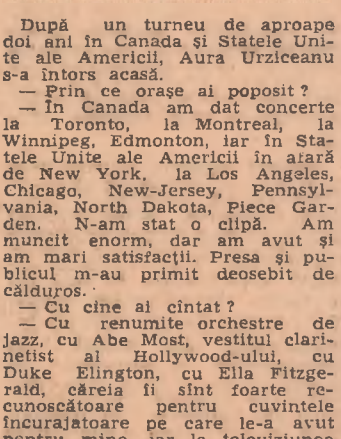 După un turneu de aproape
doi ani în Canada și Statele Uni-
te ale Americii, Aura Urziceanu
s-a întors acasă.
— Prin ce orașe ai poposit?
— În Canada am dat concerte
la Toronto, la Montreal, la
Winnipeg, Edmonton, iar în Sta-
tele Unite ale Americii în afară
de New York, la Los Angeles,
Chicago, New-Jersey, Pennsyl-
vania, North Dakota, Piece Gar-
den. N-am stat o clipă. Am
muncit enorm, dar am avut și
am mari satisfacții. Presa și pu-
blicul m-au primit deosebit de
călduros.
— Cu cine ai cîntat?
— Cu renumite orchestre de
jazz, cu Abe Most, vestitul clari-
netist al Hollywood-ului, cu
Duke Elington, cu Ella Fitzge-
rald, căreia îi sînt foarte re-
cunoscătoare pentru cuvintele
încurajatoare pe care le-a avut
pentru mine, iar la televiziunea